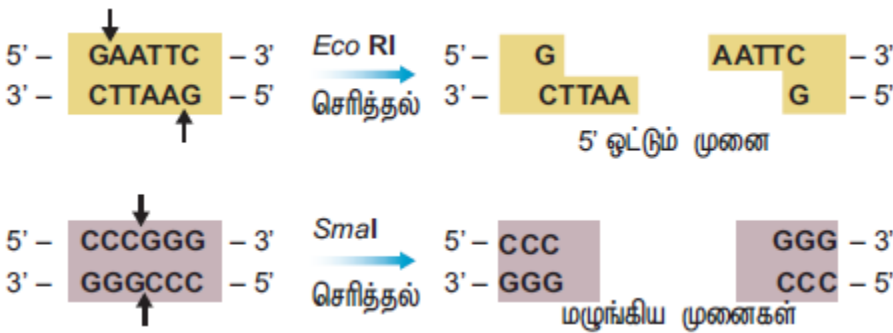 5' – GAATTC – 3' Eco RI 5' – G AATTC – 3'
3' – CTTAAG – 5' செரித்தல் 3' – CTTAA G – 5'
5' ஒட்டும் முனை
5' – CCCGGG – 3' SmaI 5' – CCC GGG – 3'
3' – GGGCCC – 5' செரித்தல் 3' – GGG CCC – 5'
மழுங்கிய முனைகள்